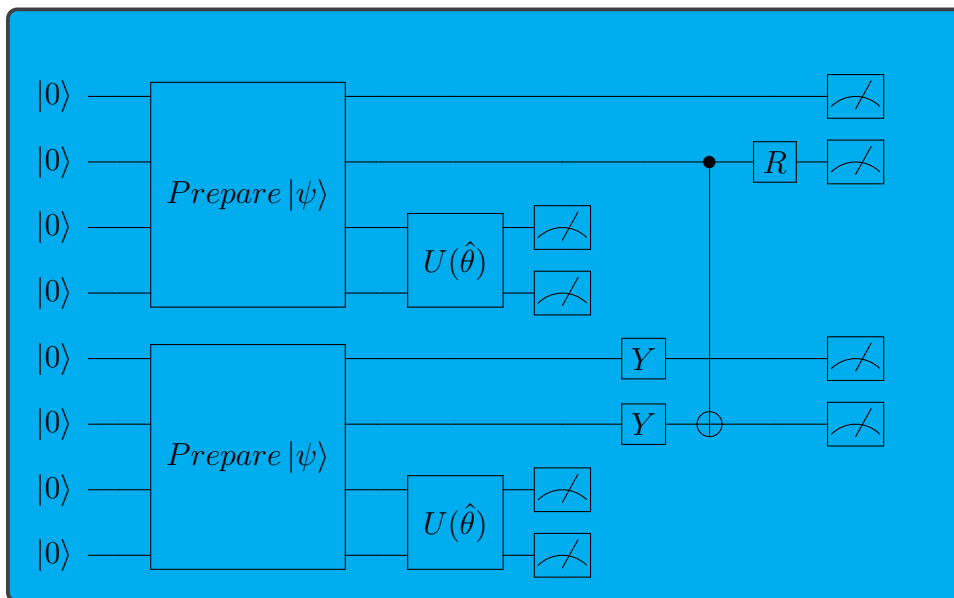 |0⟩
|0⟩ R
Prepare |ψ⟩
|0⟩
U(θ̂)
|0⟩
|0⟩ Y
|0⟩ Y
Prepare |ψ⟩
|0⟩
U(θ̂)
|0⟩